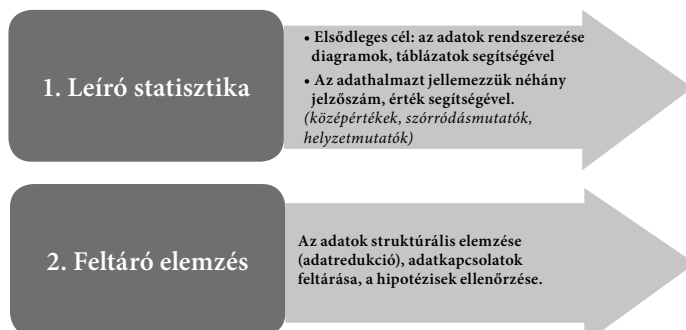 1. Leíró statisztika
• Elsődleges cél: az adatok rendszerezése
diagramok, táblázatok segítségével
• Az adathalmazt jellemezzük néhány
jelzőszám, érték segítségével.
(középértékek, szórródásmutatók,
helyzetmutatók)
2. Feltáró elemzés
Az adatok struktúrális elemzése
(adatredukció), adatkapcsolatok
feltárása, a hipotézisek ellenőrzése.